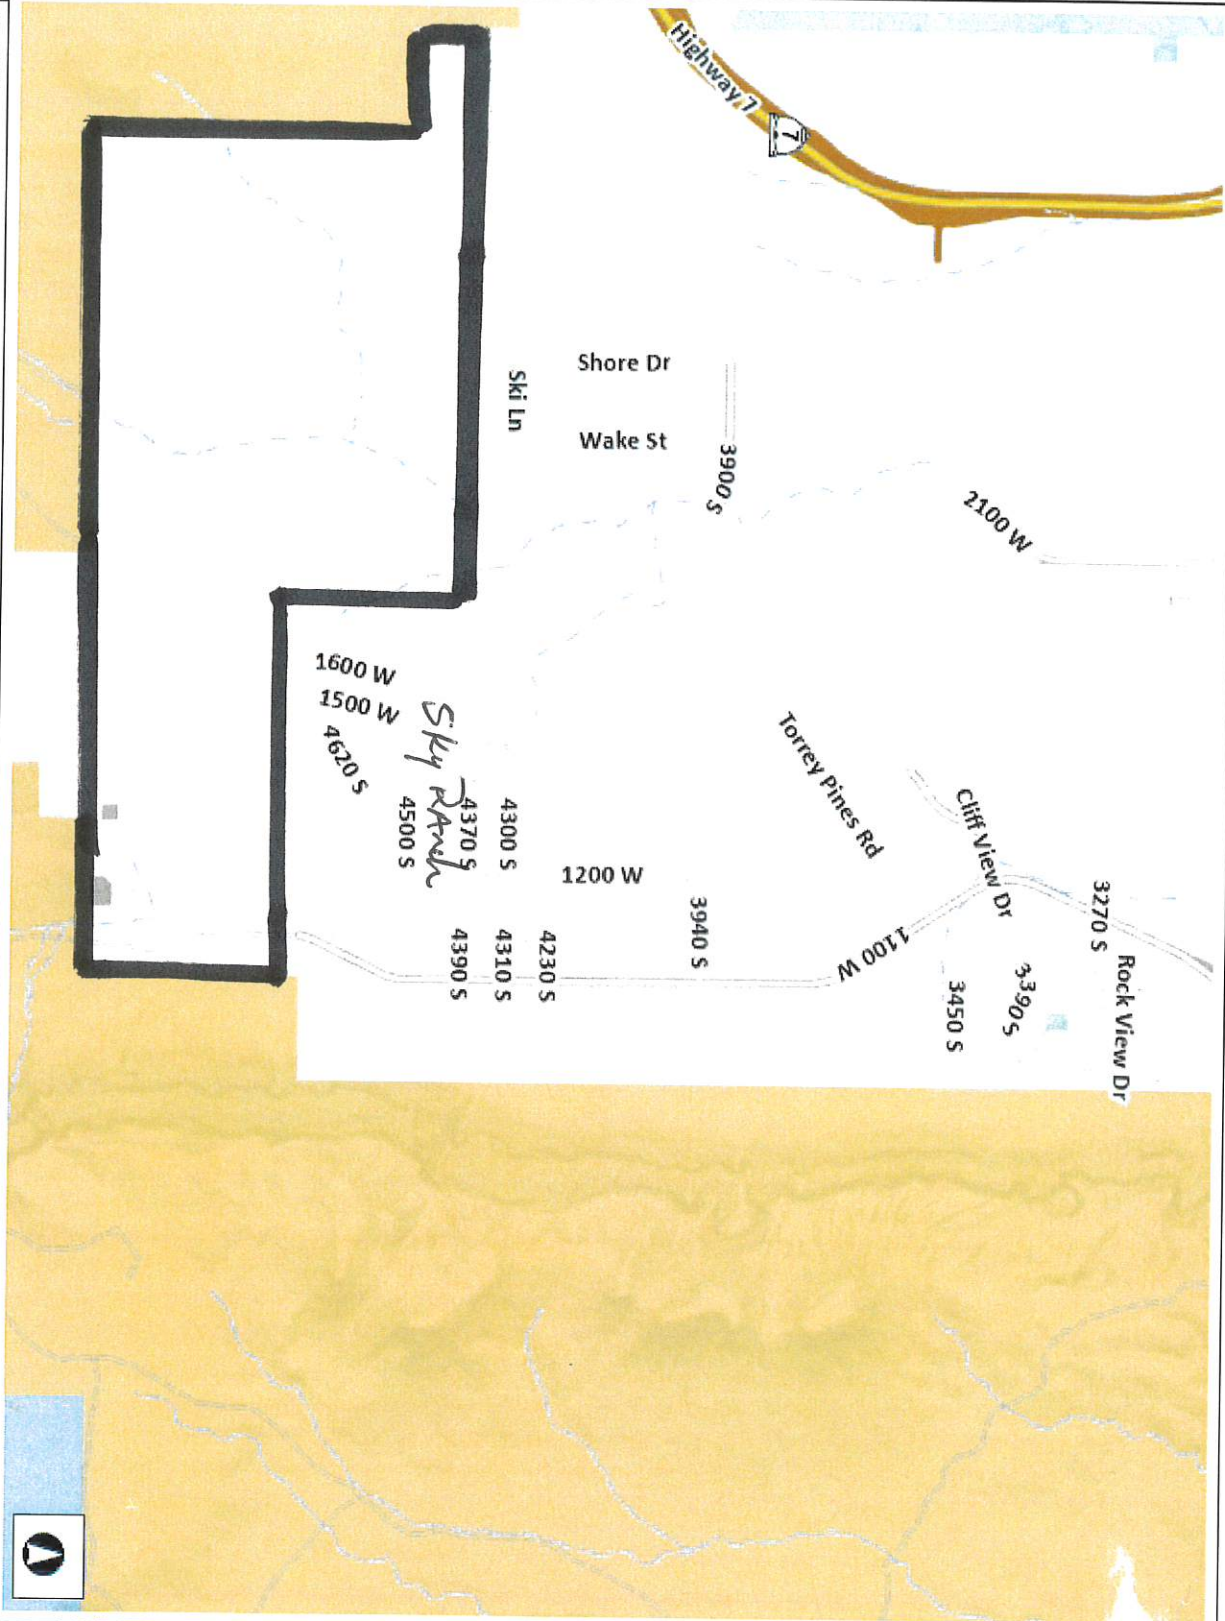 Highway 7
7
Shore Dr
Ski Ln
Wake St
3900 S
2100 W
1600 W
1500 W
4620 S
Sky RAnch
4500 S
4370 S
4300 S
1200 W
Torrey Pines Rd
Cliff View Dr
3270 S
3940 S
1100 W
4390 S
4310 S
4230 S
3450 S
3390 S
Rock View Dr